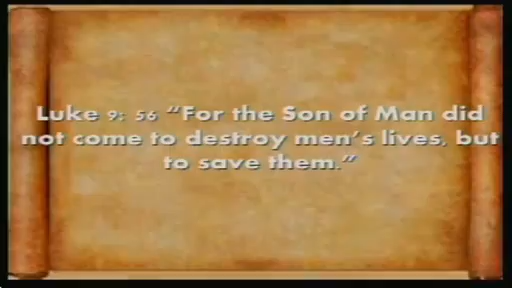 Luke 9: 56 “For the Son of Man did
not come to destroy men’s lives, but
to save them.”